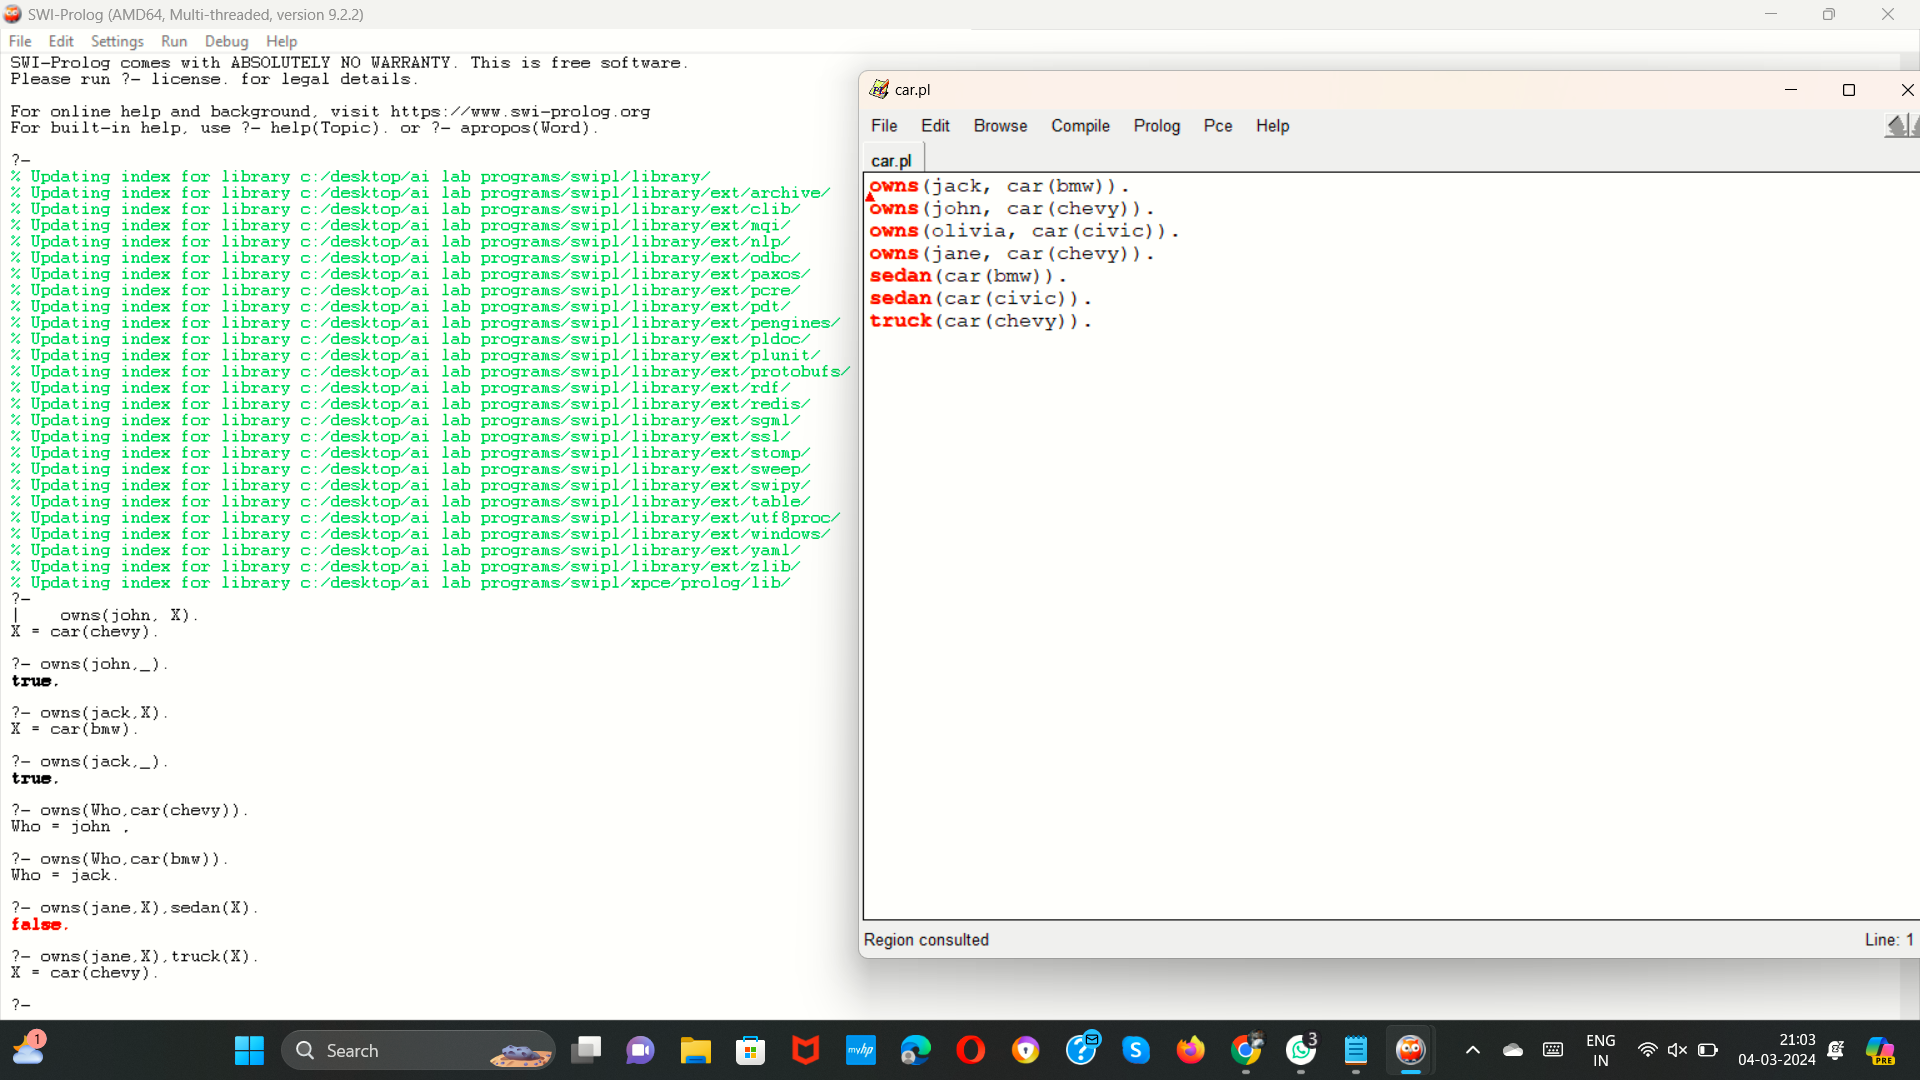 SWI-Prolog (AMD64, Multi-threaded, version 9.2.2)
File Edit Settings Run Debug Help
SWI-Prolog comes with ABSOLUTELY NO WARRANTY. This is free software.
Please run ?- license. for legal details.
For online help and background, visit https://www.swi-prolog.org
For built-in help, use ?- help(Topic). or ?- apropos(Word).
?-
% Updating index for library c:/desktop/ai lab programs/swipl/library/
% Updating index for library c:/desktop/ai lab programs/swipl/library/ext/archive/
% Updating index for library c:/desktop/ai lab programs/swipl/library/ext/clib/
% Updating index for library c:/desktop/ai lab programs/swipl/library/ext/mqi/
% Updating index for library c:/desktop/ai lab programs/swipl/library/ext/nlp/
% Updating index for library c:/desktop/ai lab programs/swipl/library/ext/odbc/
% Updating index for library c:/desktop/ai lab programs/swipl/library/ext/paxos/
% Updating index for library c:/desktop/ai lab programs/swipl/library/ext/pcre/
% Updating index for library c:/desktop/ai lab programs/swipl/library/ext/pdt/
% Updating index for library c:/desktop/ai lab programs/swipl/library/ext/pengines/
% Updating index for library c:/desktop/ai lab programs/swipl/library/ext/pldoc/
% Updating index for library c:/desktop/ai lab programs/swipl/library/ext/plunit/
% Updating index for library c:/desktop/ai lab programs/swipl/library/ext/protobufs/
% Updating index for library c:/desktop/ai lab programs/swipl/library/ext/rdf/
% Updating index for library c:/desktop/ai lab programs/swipl/library/ext/redis/
% Updating index for library c:/desktop/ai lab programs/swipl/library/ext/sgml/
% Updating index for library c:/desktop/ai lab programs/swipl/library/ext/ssl/
% Updating index for library c:/desktop/ai lab programs/swipl/library/ext/stomp/
% Updating index for library c:/desktop/ai lab programs/swipl/library/ext/sweep/
% Updating index for library c:/desktop/ai lab programs/swipl/library/ext/swipy/
% Updating index for library c:/desktop/ai lab programs/swipl/library/ext/table/
% Updating index for library c:/desktop/ai lab programs/swipl/library/ext/utf8proc/
% Updating index for library c:/desktop/ai lab programs/swipl/library/ext/windows/
% Updating index for library c:/desktop/ai lab programs/swipl/library/ext/yaml/
% Updating index for library c:/desktop/ai lab programs/swipl/library/ext/zlib/
% Updating index for library c:/desktop/ai lab programs/swipl/xpce/prolog/lib/
?-
| owns(john, X).
X = car(chevy).
?- owns(john,_).
true.
?- owns(jack,X).
X = car(bmw).
?- owns(jack,_).
true.
?- owns(Who,car(chevy)).
Who = john .
?- owns(Who,car(bmw)).
Who = jack.
?- owns(jane,X),sedan(X).
false.
?- owns(jane,X),truck(X).
X = car(chevy).
?-
car.pl
File Edit Browse Compile Prolog Pce Help
car.pl
owns(jack, car(bmw)).
owns(john, car(chevy)).
owns(olivia, car(civic)).
owns(jane, car(chevy)).
sedan(car(bmw)).
sedan(car(civic)).
truck(car(chevy)).
Region consulted Line: 1
1
Search
myhp
3
ENG
IN
21:03
04-03-2024
PRE